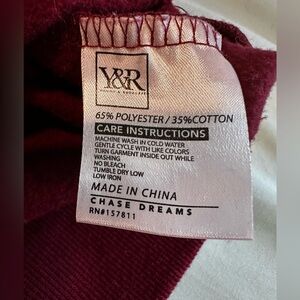 Y&R
65% POLYESTER / 35%COTTON
CARE INSTRUCTIONS
MACHINE WASH IN COLD WATER
GENTLE CYCLE WITH LIKE COLORS
TURN GARMENT INSIDE OUT WHILE
WASHING
NO BLEACH
TUMBLE DRY LOW
LOW IRON
MADE IN CHINA
CHASE DREAMS
RN#157811